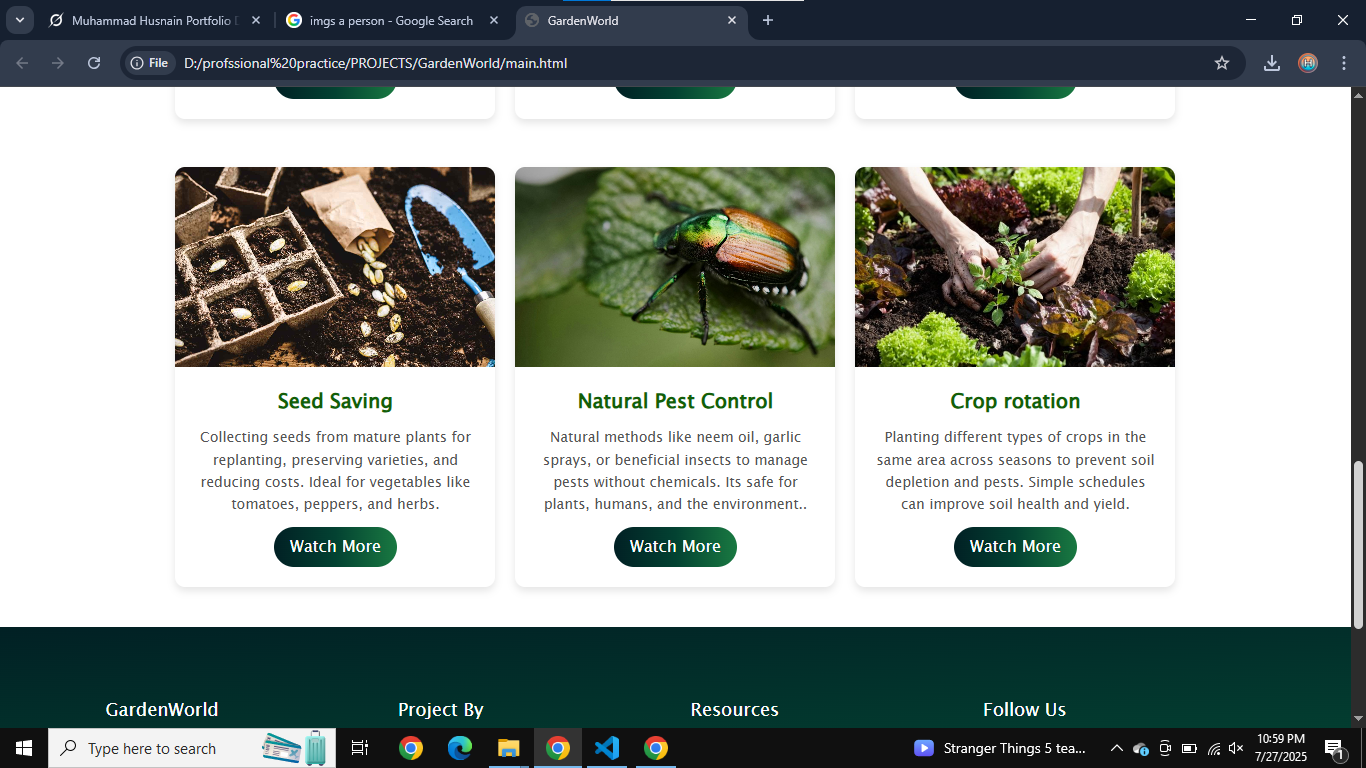 Muhammad Husnain Portfolio D
imgs a person - Google Search
GardenWorld
File
D:/profssional%20practice/PROJECTS/GardenWorld/main.html
Seed Saving
Collecting seeds from mature plants for
replanting, preserving varieties, and
reducing costs. Ideal for vegetables like
tomatoes, peppers, and herbs.
Watch More
Natural Pest Control
Natural methods like neem oil, garlic
sprays, or beneficial insects to manage
pests without chemicals. Its safe for
plants, humans, and the environment..
Watch More
Crop rotation
Planting different types of crops in the
same area across seasons to prevent soil
depletion and pests. Simple schedules
can improve soil health and yield.
Watch More
GardenWorld
Project By
Resources
Follow Us
Type here to search
Stranger Things 5 tea...
10:59 PM
7/27/2025
1